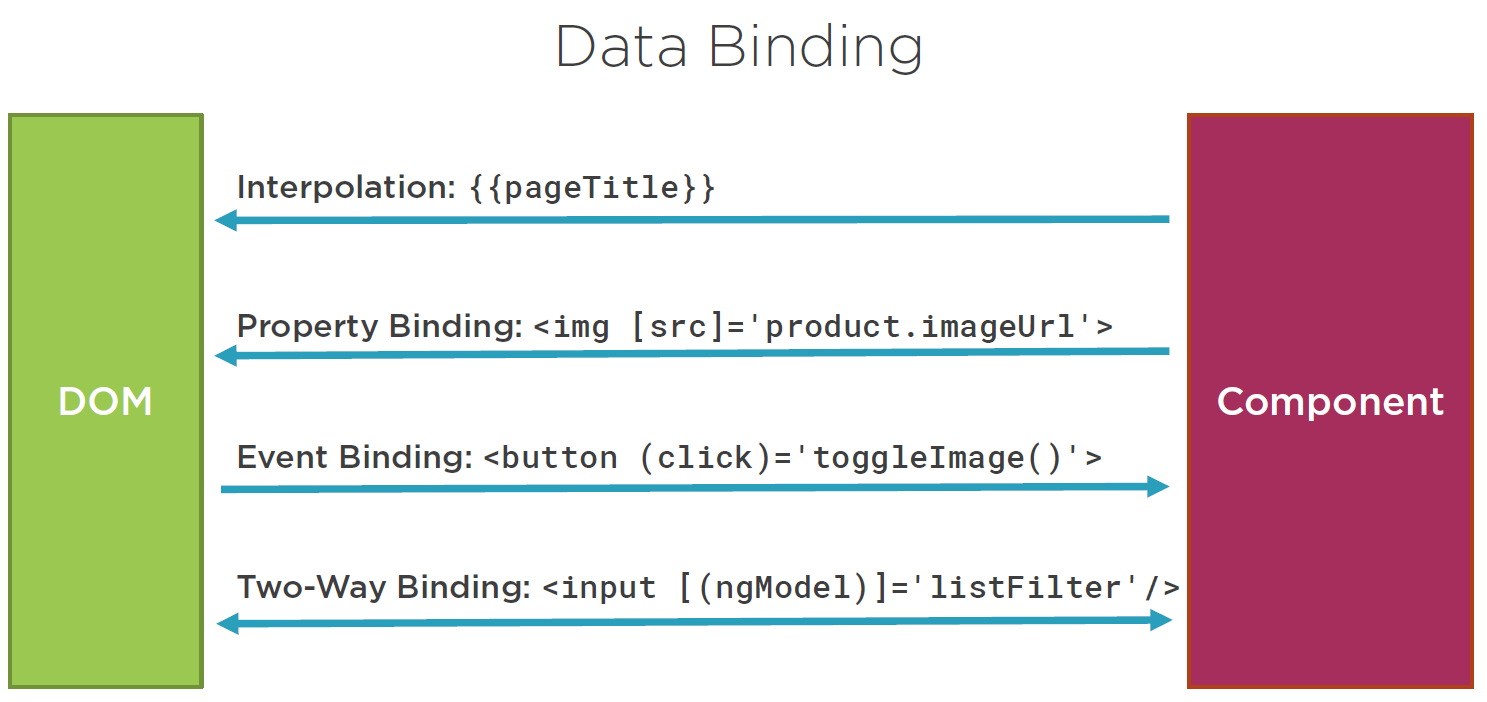 Data Binding
Interpolation: {{pageTitle}}
Property Binding: <img [src]='product.imageUrl'>
DOM
Component
Event Binding: <button (click)='toggleImage()'>
Two-Way Binding: <input [(ngModel)]='listFilter'/>